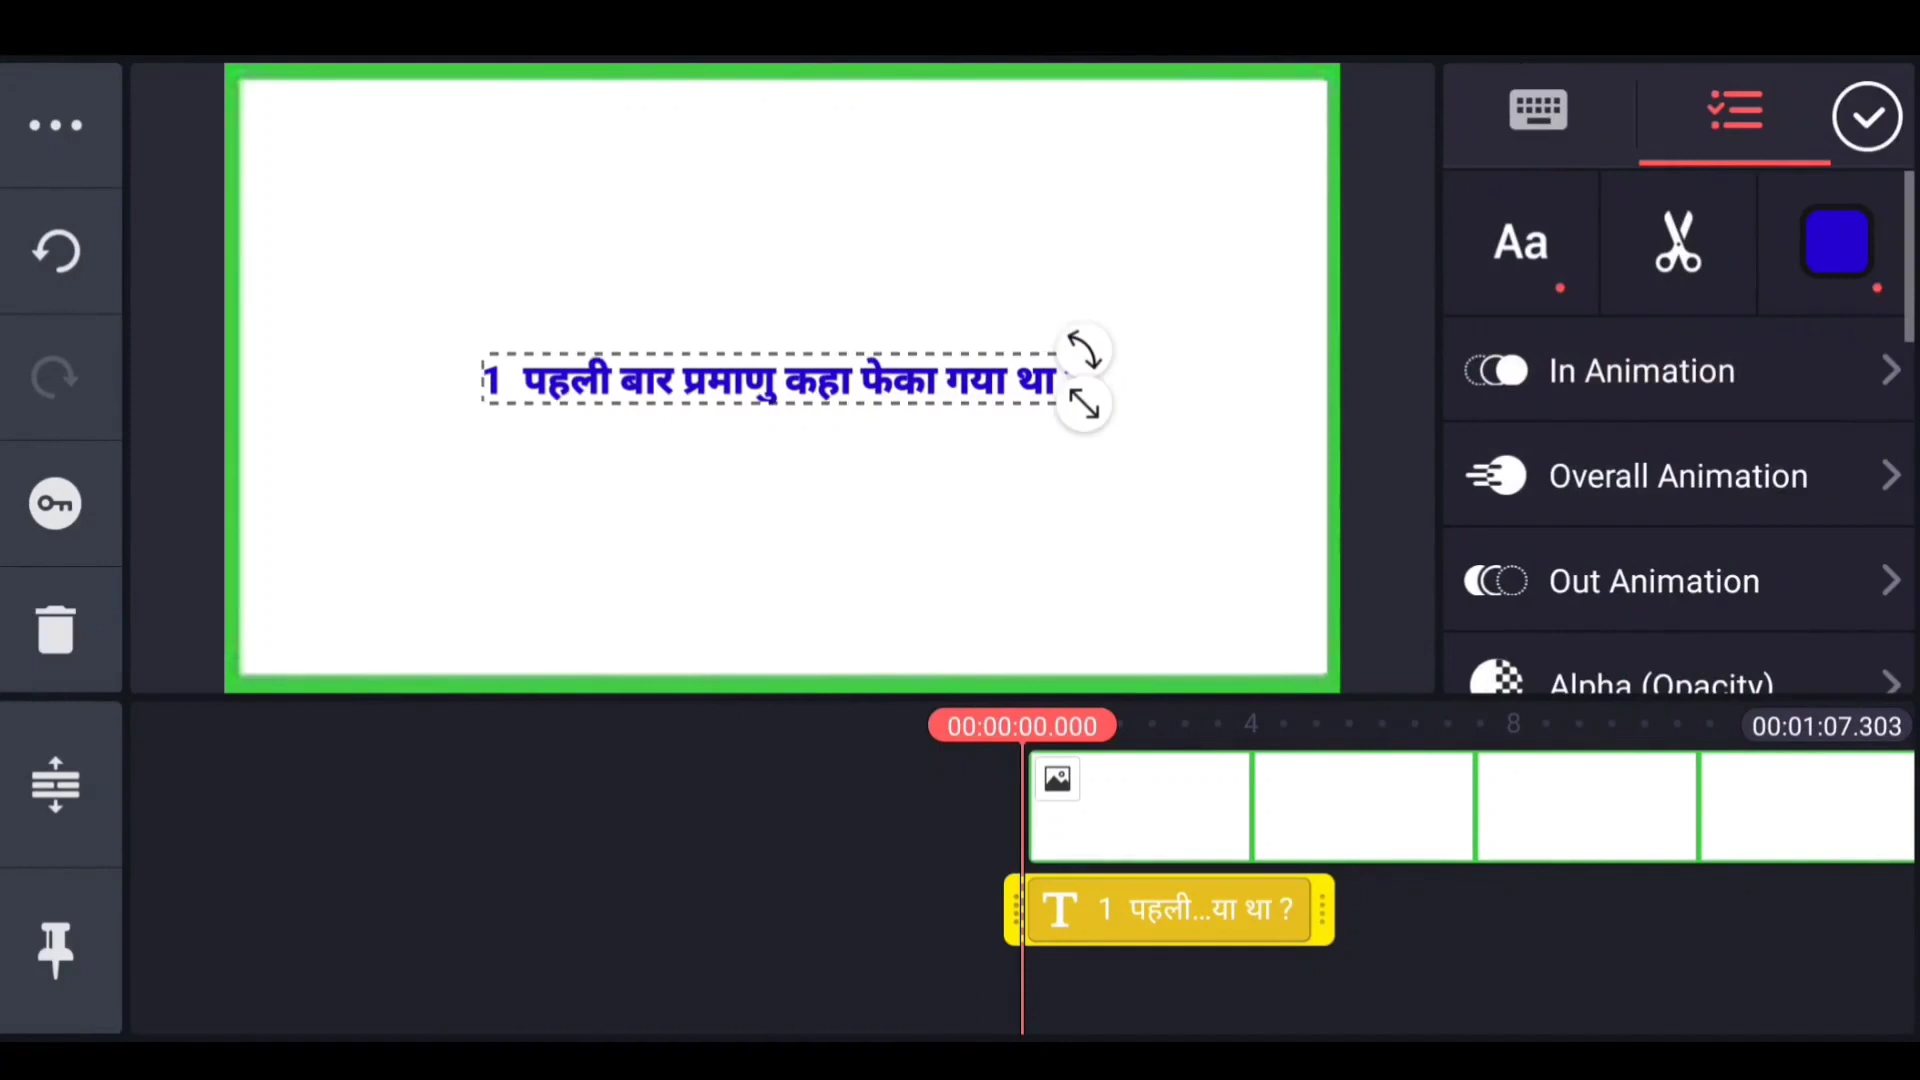 Aa
1 पहली बार प्रमाणु कहा फेका गया था
In Animation
Overall Animation
Out Animation
Alpha (Opacity)
00:00:00.000
4
8
00:01:07.303
T 1 पहली...या था ?